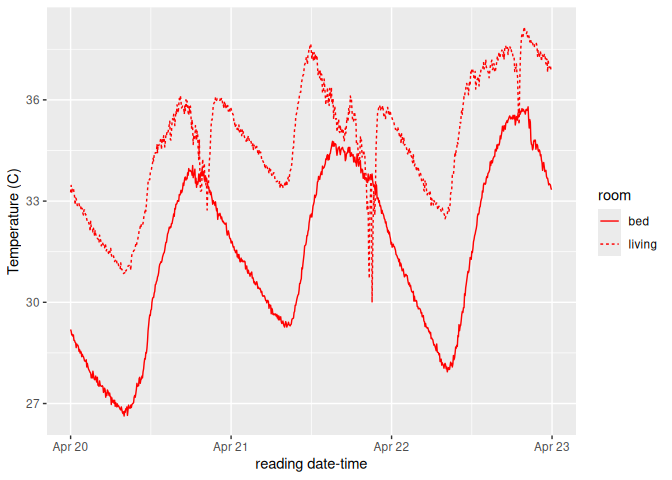 Temperature (C)
36
33
30
27
Apr 20
Apr 21
Apr 22
Apr 23
reading date-time
room
bed
living